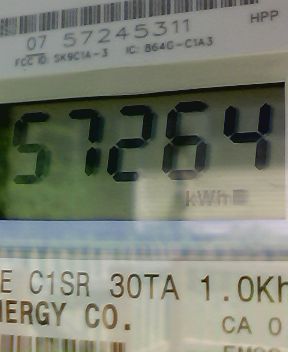 HPP
07 57245311
FCC ID: SK9C1A-3 IC: 864G-C1A3
57264
kWh
E C1SR 30TA 1.0Kh
NERGY CO.
CA 0